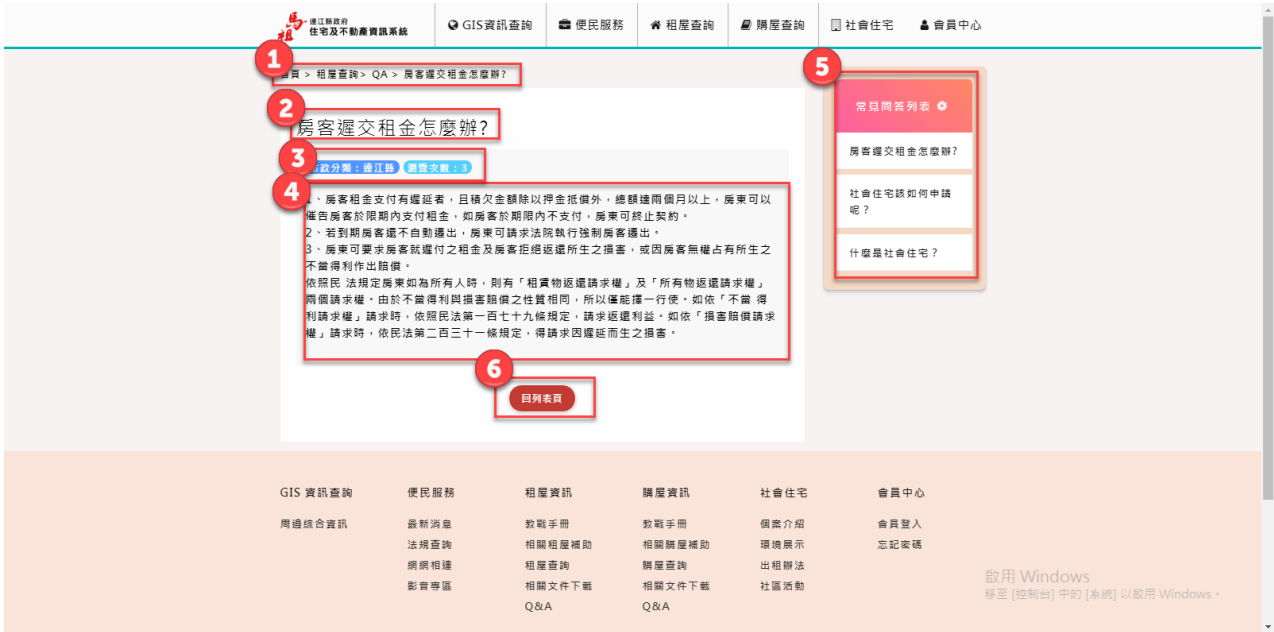 馬祖
連江縣政府
住宅及不動產資訊系統
GIS資訊查詢
便民服務
租屋查詢
購屋查詢
社會住宅
會員中心
1
首頁 > 租屋查詢> QA > 房客遲交租金怎麼辦?
2
房客遲交租金怎麼辦?
3
市政分類：連江縣 瀏覽次數：3
4
1、房客租金支付有遲延者，且積欠金額除以押金抵償外，總額達兩個月以上，房東可以
催告房客於限期內支付租金，如房客於期限內不支付，房東可終止契約。
2、若到期房客還不自動遷出，房東可請求法院執行強制房客遷出。
3、房東可要求房客就遲付之租金及房客拒絕返還所生之損害，或因房客無權占有所生之
不當得利作出賠償。
依照民 法規定房東如為所有人時，則有「租賃物返還請求權」及「所有物返還請求權」
兩個請求權。由於不當得利與損害賠償之性質相同，所以僅能擇一行使。如依「不當 得
利請求權」請求時，依照民法第一百七十九條規定，請求返還利益。如依「損害賠償請求
權」請求時，依民法第二百三十一條規定，得請求因遲延而生之損害。
5
常見問答列表
房客遲交租金怎麼辦?
社會住宅該如何申請
呢？
什麼是社會住宅？
6
回列表頁
GIS 資訊查詢
周邊綜合資訊
便民服務
最新消息
法規查詢
網網相連
影音專區
租屋資訊
教戰手冊
相關租屋補助
租屋查詢
相關文件下載
Q&A
購屋資訊
教戰手冊
相關購屋補助
購屋查詢
相關文件下載
Q&A
社會住宅
個案介紹
環境展示
出租辦法
社區活動
會員中心
會員登入
忘記密碼
啟用 Windows
移至 [控制台] 中的 [系統] 以啟用 Windows。